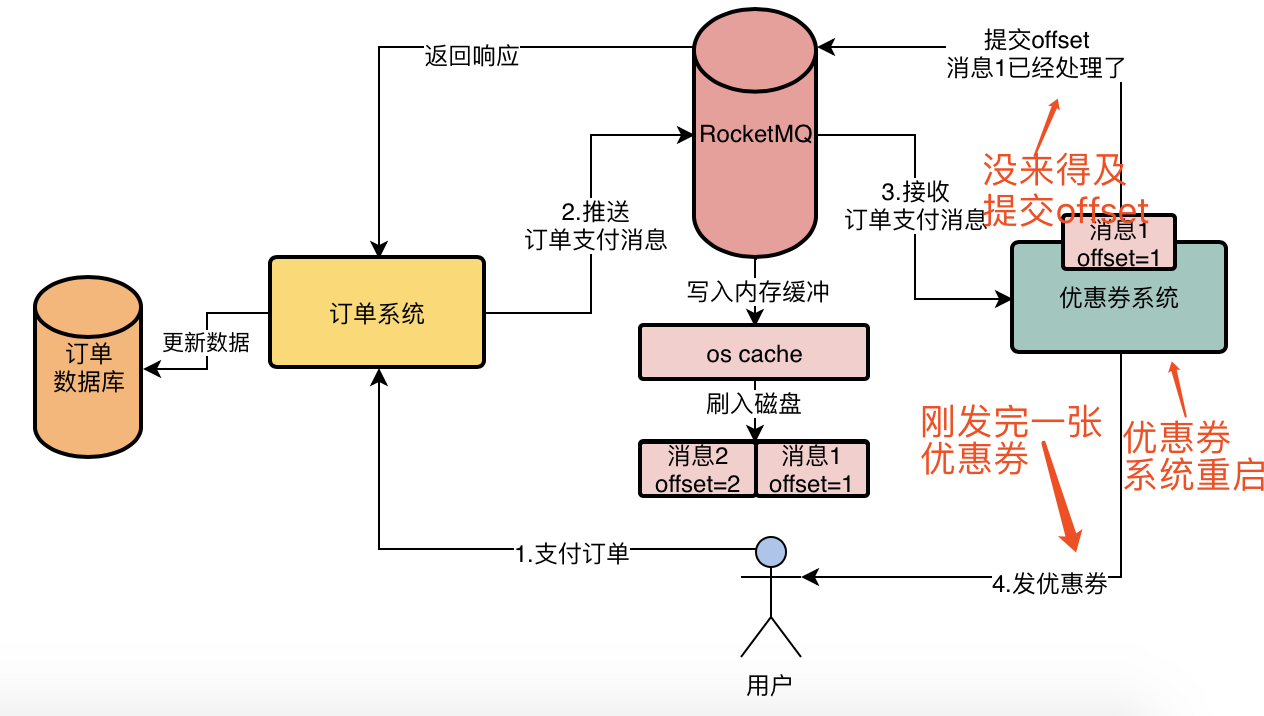 返回响应
提交offset
消息1已经处理了
RocketMQ
没来得及
提交offset
2.推送
订单支付消息
3.接收
订单支付消息
消息1
offset=1
优惠券系统
订单系统
更新数据
订单
数据库
写入内存缓冲
os cache
刷入磁盘
消息2
offset=2
消息1
offset=1
刚发完一张
优惠券
优惠券
系统重启
1.支付订单
4.发优惠券
用户